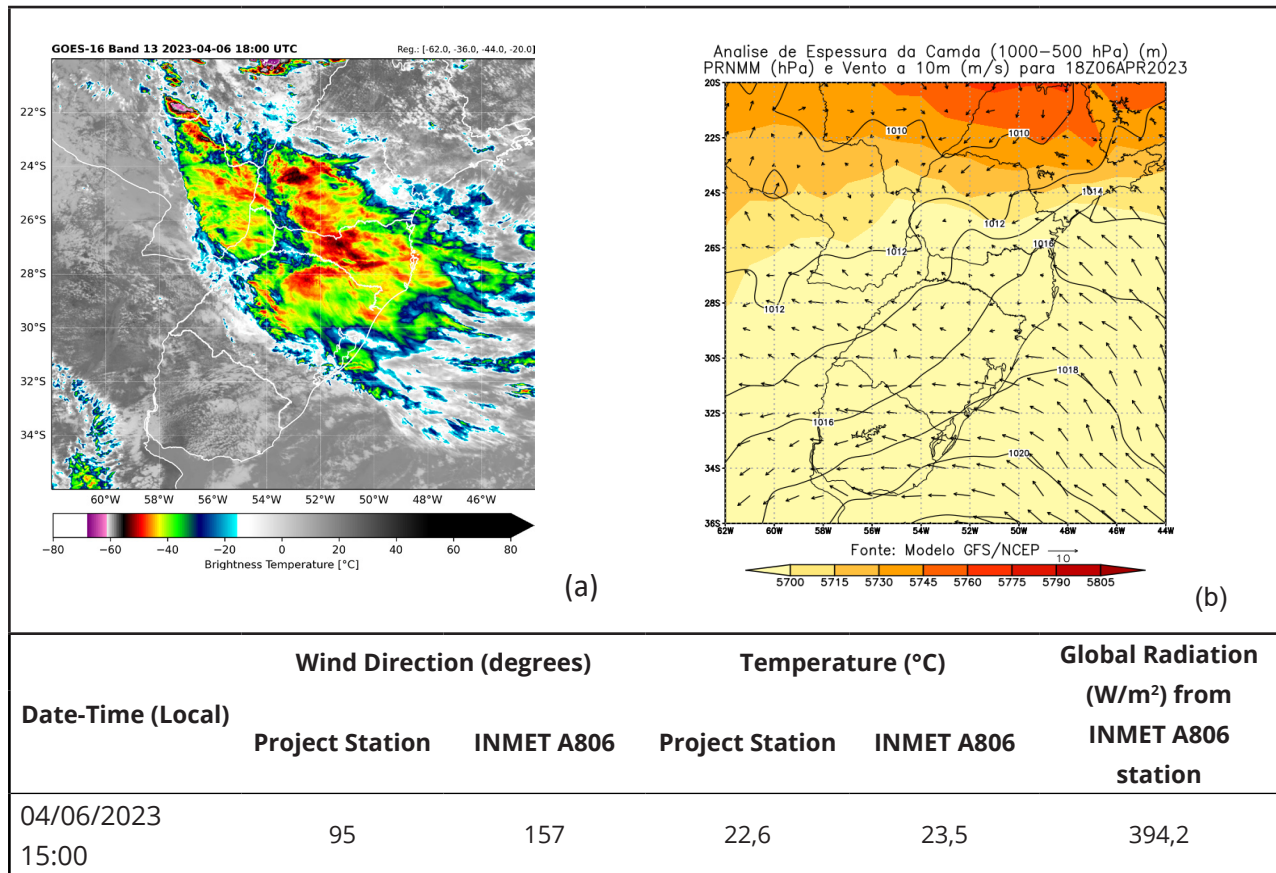 GOES-16 Band 13 2023-04-06 18:00 UTC
Reg.: [-62.0, -36.0, -44.0, -20.0]
22°S
24°S
26°S
28°S
30°S
32°S
34°S
60°W 58°W 56°W 54°W 52°W 50°W 48°W 46°W
−80 −60 −40 −20 0 20 40 60 80
Brightness Temperature [°C]
(a)
Analise de Espessura da Camda (1000−500 hPa) (m)
PRNMM (hPa) e Vento a 10m (m/s) para 18Z06APR2023
20S
22S
24S
26S
28S
30S
32S
34S
36S
1010
1010
1014
1012
1012
1016
1012
1018
1016
1020
62W 60W 58W 56W 54W 52W 50W 48W 46W 44W
Fonte: Modelo GFS/NCEP
10
5700 5715 5730 5745 5760 5775 5790 5805
(b)
Date-Time (Local)
Wind Direction (degrees)
Temperature (°C)
Global Radiation
(W/m²) from
INMET A806
station
Project Station
INMET A806
Project Station
INMET A806
04/06/2023
15:00
95
157
22,6
23,5
394,2